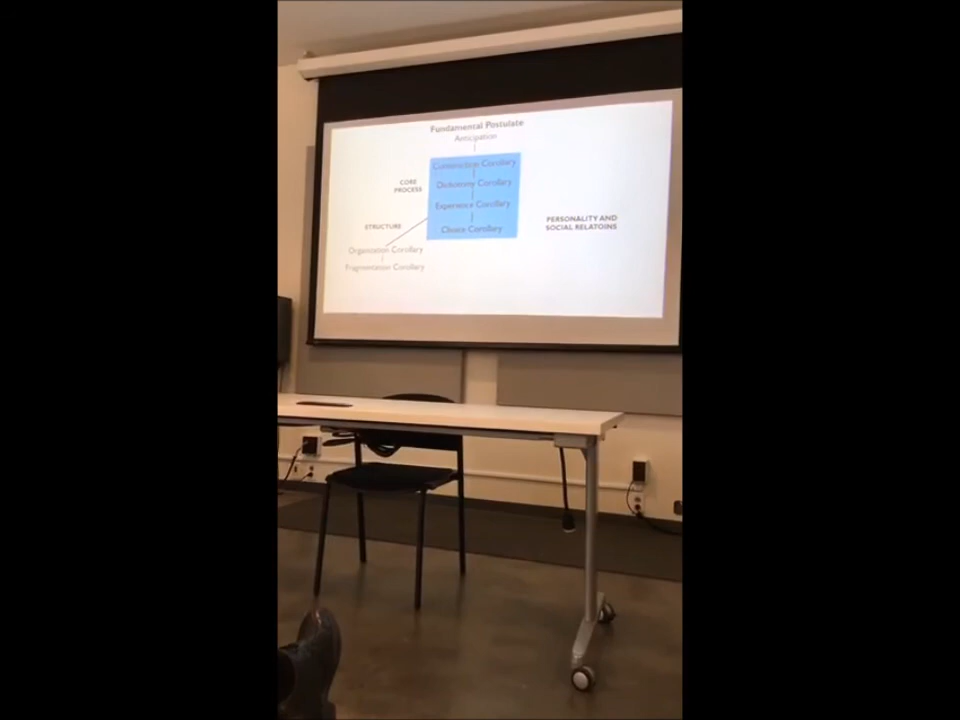 Fundamental Postulate
Anticipation
Construction Corollary
CORE
PROCESS
Dichotomy Corollary
Experience Corollary
STRUCTURE
Choice Corollary
PERSONALITY AND
SOCIAL RELATOINS
Organization Corollary
Fragmentation Corollary